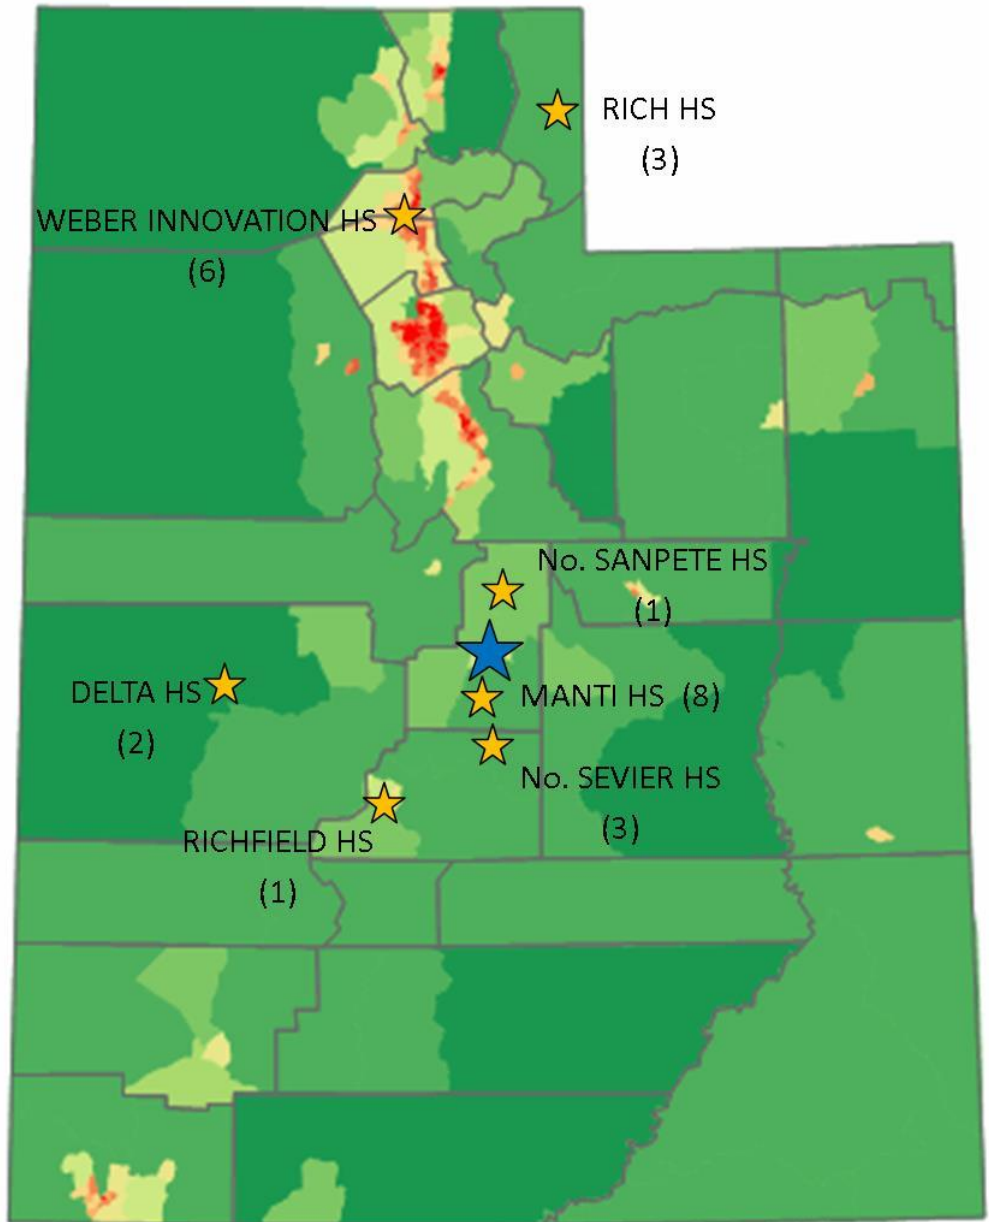 RICH HS
(3)
WEBER INNOVATION HS
(6)
No. SANPETE HS
(1)
DELTA HS
(2)
MANTI HS (8)
No. SEVIER HS
(3)
RICHFIELD HS
(1)